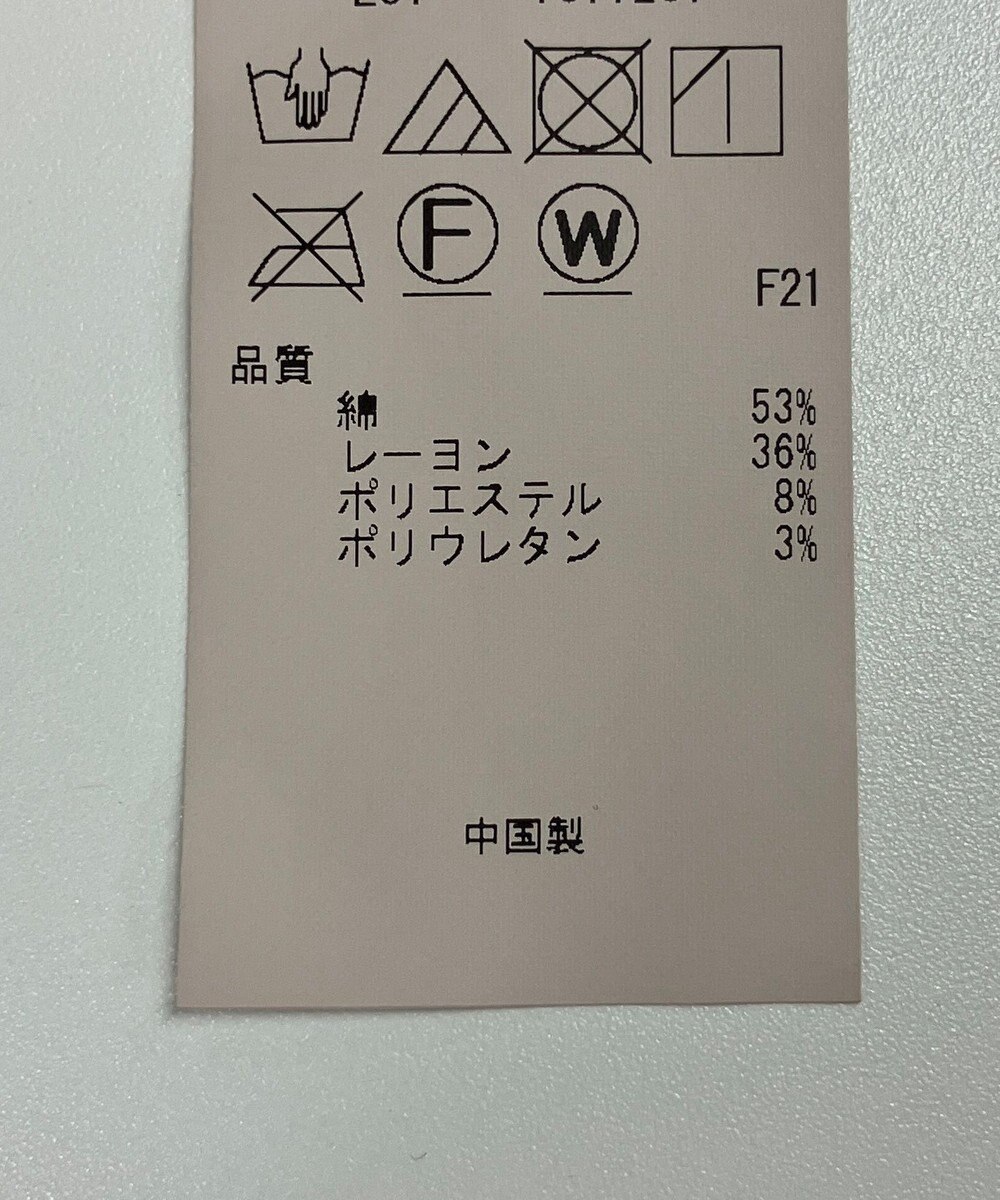 F
W
F21
品質
綿 53%
レーヨン 36%
ポリエステル 8%
ポリウレタン 3%
中国製